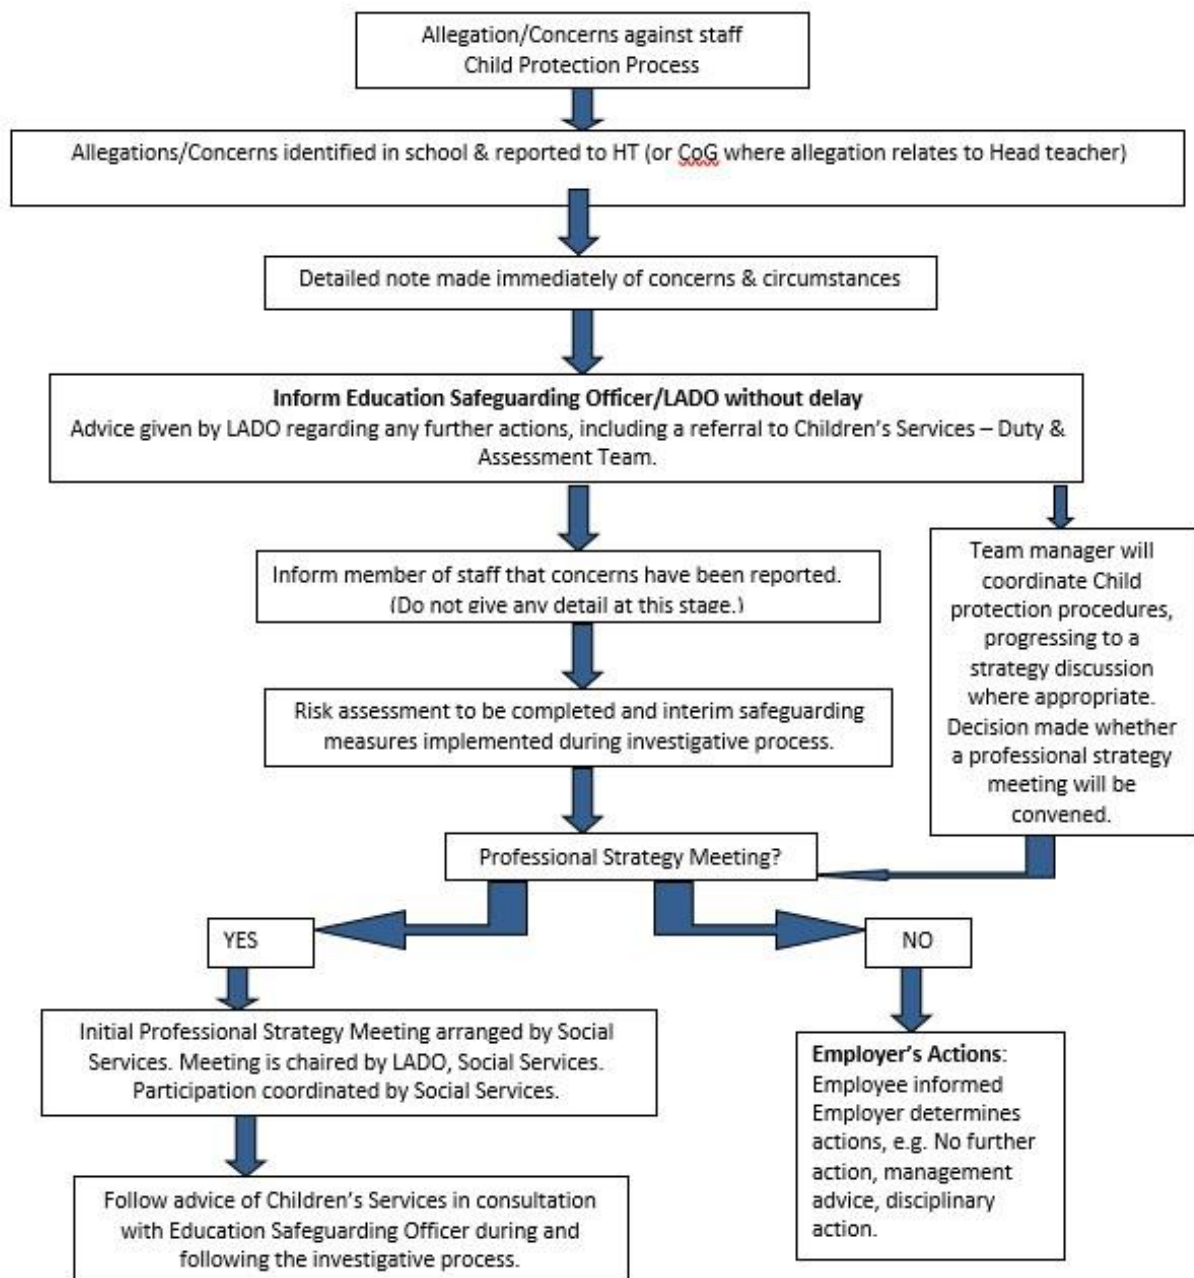 Allegation/Concerns against staff
Child Protection Process
Allegations/Concerns identified in school & reported to HT (or CoG where allegation relates to Head teacher)
Detailed note made immediately of concerns & circumstances
Inform Education Safeguarding Officer/LADO without delay
Advice given by LADO regarding any further actions, including a referral to Children's Services – Duty &
Assessment Team.
Inform member of staff that concerns have been reported.
(Do not give any detail at this stage.)
Team manager will
coordinate Child
protection procedures,
progressing to a
strategy discussion
where appropriate.
Decision made whether
a professional strategy
meeting will be
convened.
Risk assessment to be completed and interim safeguarding
measures implemented during investigative process.
Professional Strategy Meeting?
YES
NO
Initial Professional Strategy Meeting arranged by Social
Services. Meeting is chaired by LADO, Social Services.
Participation coordinated by Social Services.
Employer's Actions:
Employee informed
Employer determines
actions, e.g. No further
action, management
advice, disciplinary
action.
Follow advice of Children's Services in consultation
with Education Safeguarding Officer during and
following the investigative process.